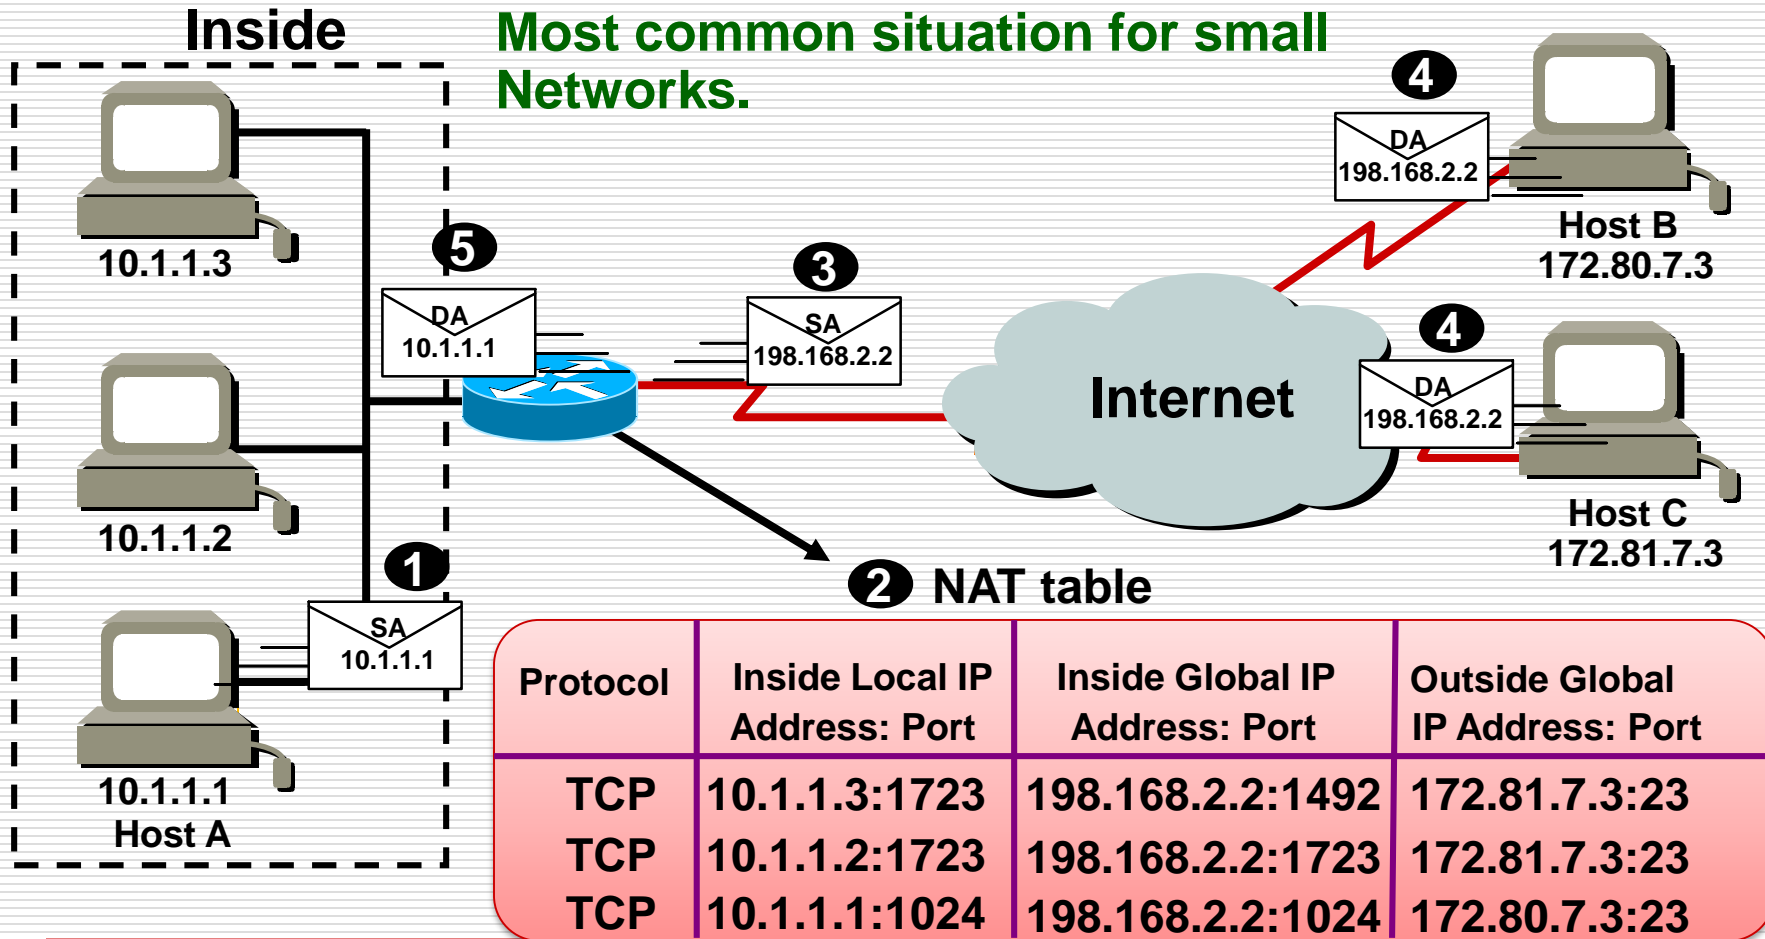 Inside
Most common situation for small
Networks.
4
DA
198.168.2.2
Host B
172.80.7.3
10.1.1.3
5
DA
10.1.1.1
3
SA
198.168.2.2
Internet
4
DA
198.168.2.2
Host C
172.81.7.3
10.1.1.2
1
SA
10.1.1.1
10.1.1.1
Host A
2 NAT table
Protocol
Inside Local IP
Address: Port
Inside Global IP
Address: Port
Outside Global
IP Address: Port
TCP 10.1.1.3:1723 198.168.2.2:1492 172.81.7.3:23
TCP 10.1.1.2:1723 198.168.2.2:1723 172.81.7.3:23
TCP 10.1.1.1:1024 198.168.2.2:1024 172.80.7.3:23